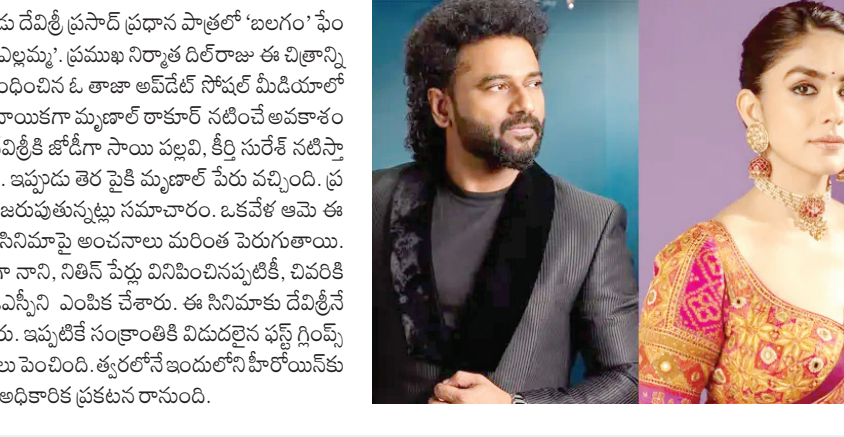 డు దేవిశ్రీ ప్రసాద్ ప్రధాన పాత్రలో ‘బలగం’ ఫేం
ఎల్లమ్మ’. ప్రముఖ నిర్మాత దిల్‌రాజు ఈ చిత్రాన్ని
ంధించిన ఓ తాజా అప్‌డేట్ సోషల్ మీడియాలో
మృణాల్ ఠాకూర్ నటించే అవకాశం
విశ్రీకి జోడీగా సాయి పల్లవి, కీర్తి సురేశ్ నటిస్తా
. ఇప్పుడు తెర పైకి మృణాల్ పేరు వచ్చింది. ప్ర
జరుపుతున్నట్లు సమాచారం. ఒకవేళ ఆమె ఈ
సినిమాపై అంచనాలు మరింత పెరుగుతాయి.
గా నాని, నితిన్ పేర్లు వినిపించినప్పటికీ, చివరికి
ఎస్పీని ఎంపిక చేశారు. ఈ సినిమాకు దేవిశ్రీనే
రు. ఇప్పటికే సంక్రాంతికి విడుదలైన ఫస్ట్ గ్లింప్స్
లు పెంచింది. త్వరలోనే ఇందులోని హీరోయిన్‌కు
అధికారిక ప్రకటన రానుంది.